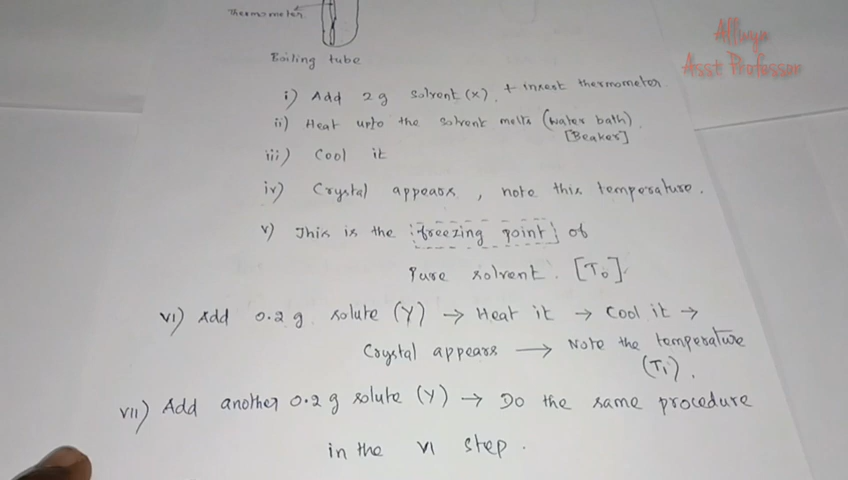 Thermometer
Boiling tube
i) Add 2 g solvent (x). + insert thermometer
ii) Heat upto the solvent melts (water bath)
[Beaker]
iii) Cool it
iv) Crystal appears, note this temperature.
v) This is the freezing point of
Pure solvent. [T₀].
vi) Add 0.2 g solute (Y) → Heat it → Cool it →
Crystal appears → Note the temperature
(T₁).
vii) Add another 0.2 g solute (Y) → Do the same procedure
in the VI step.
Asst Professor